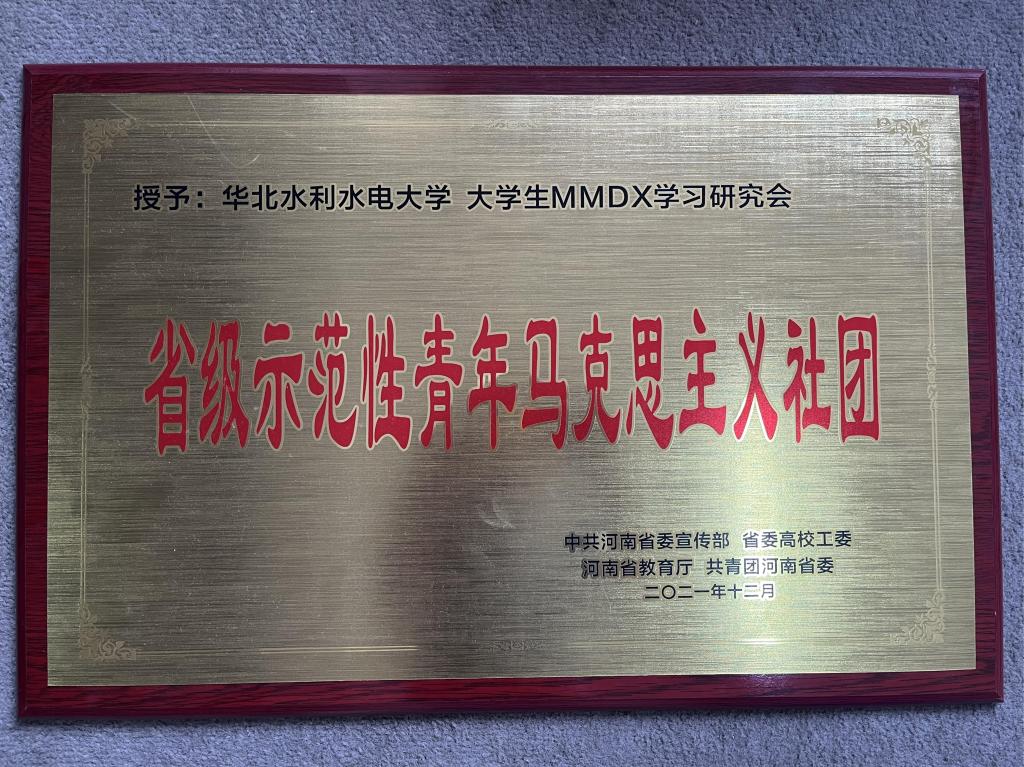 授予：华北水利水电大学 大学生MMDX学习研究会
省级示范性青年马克思主义社团
中共河南省委宣传部 省委高校工委
河南省教育厅 共青团河南省委
二〇二一年十二月